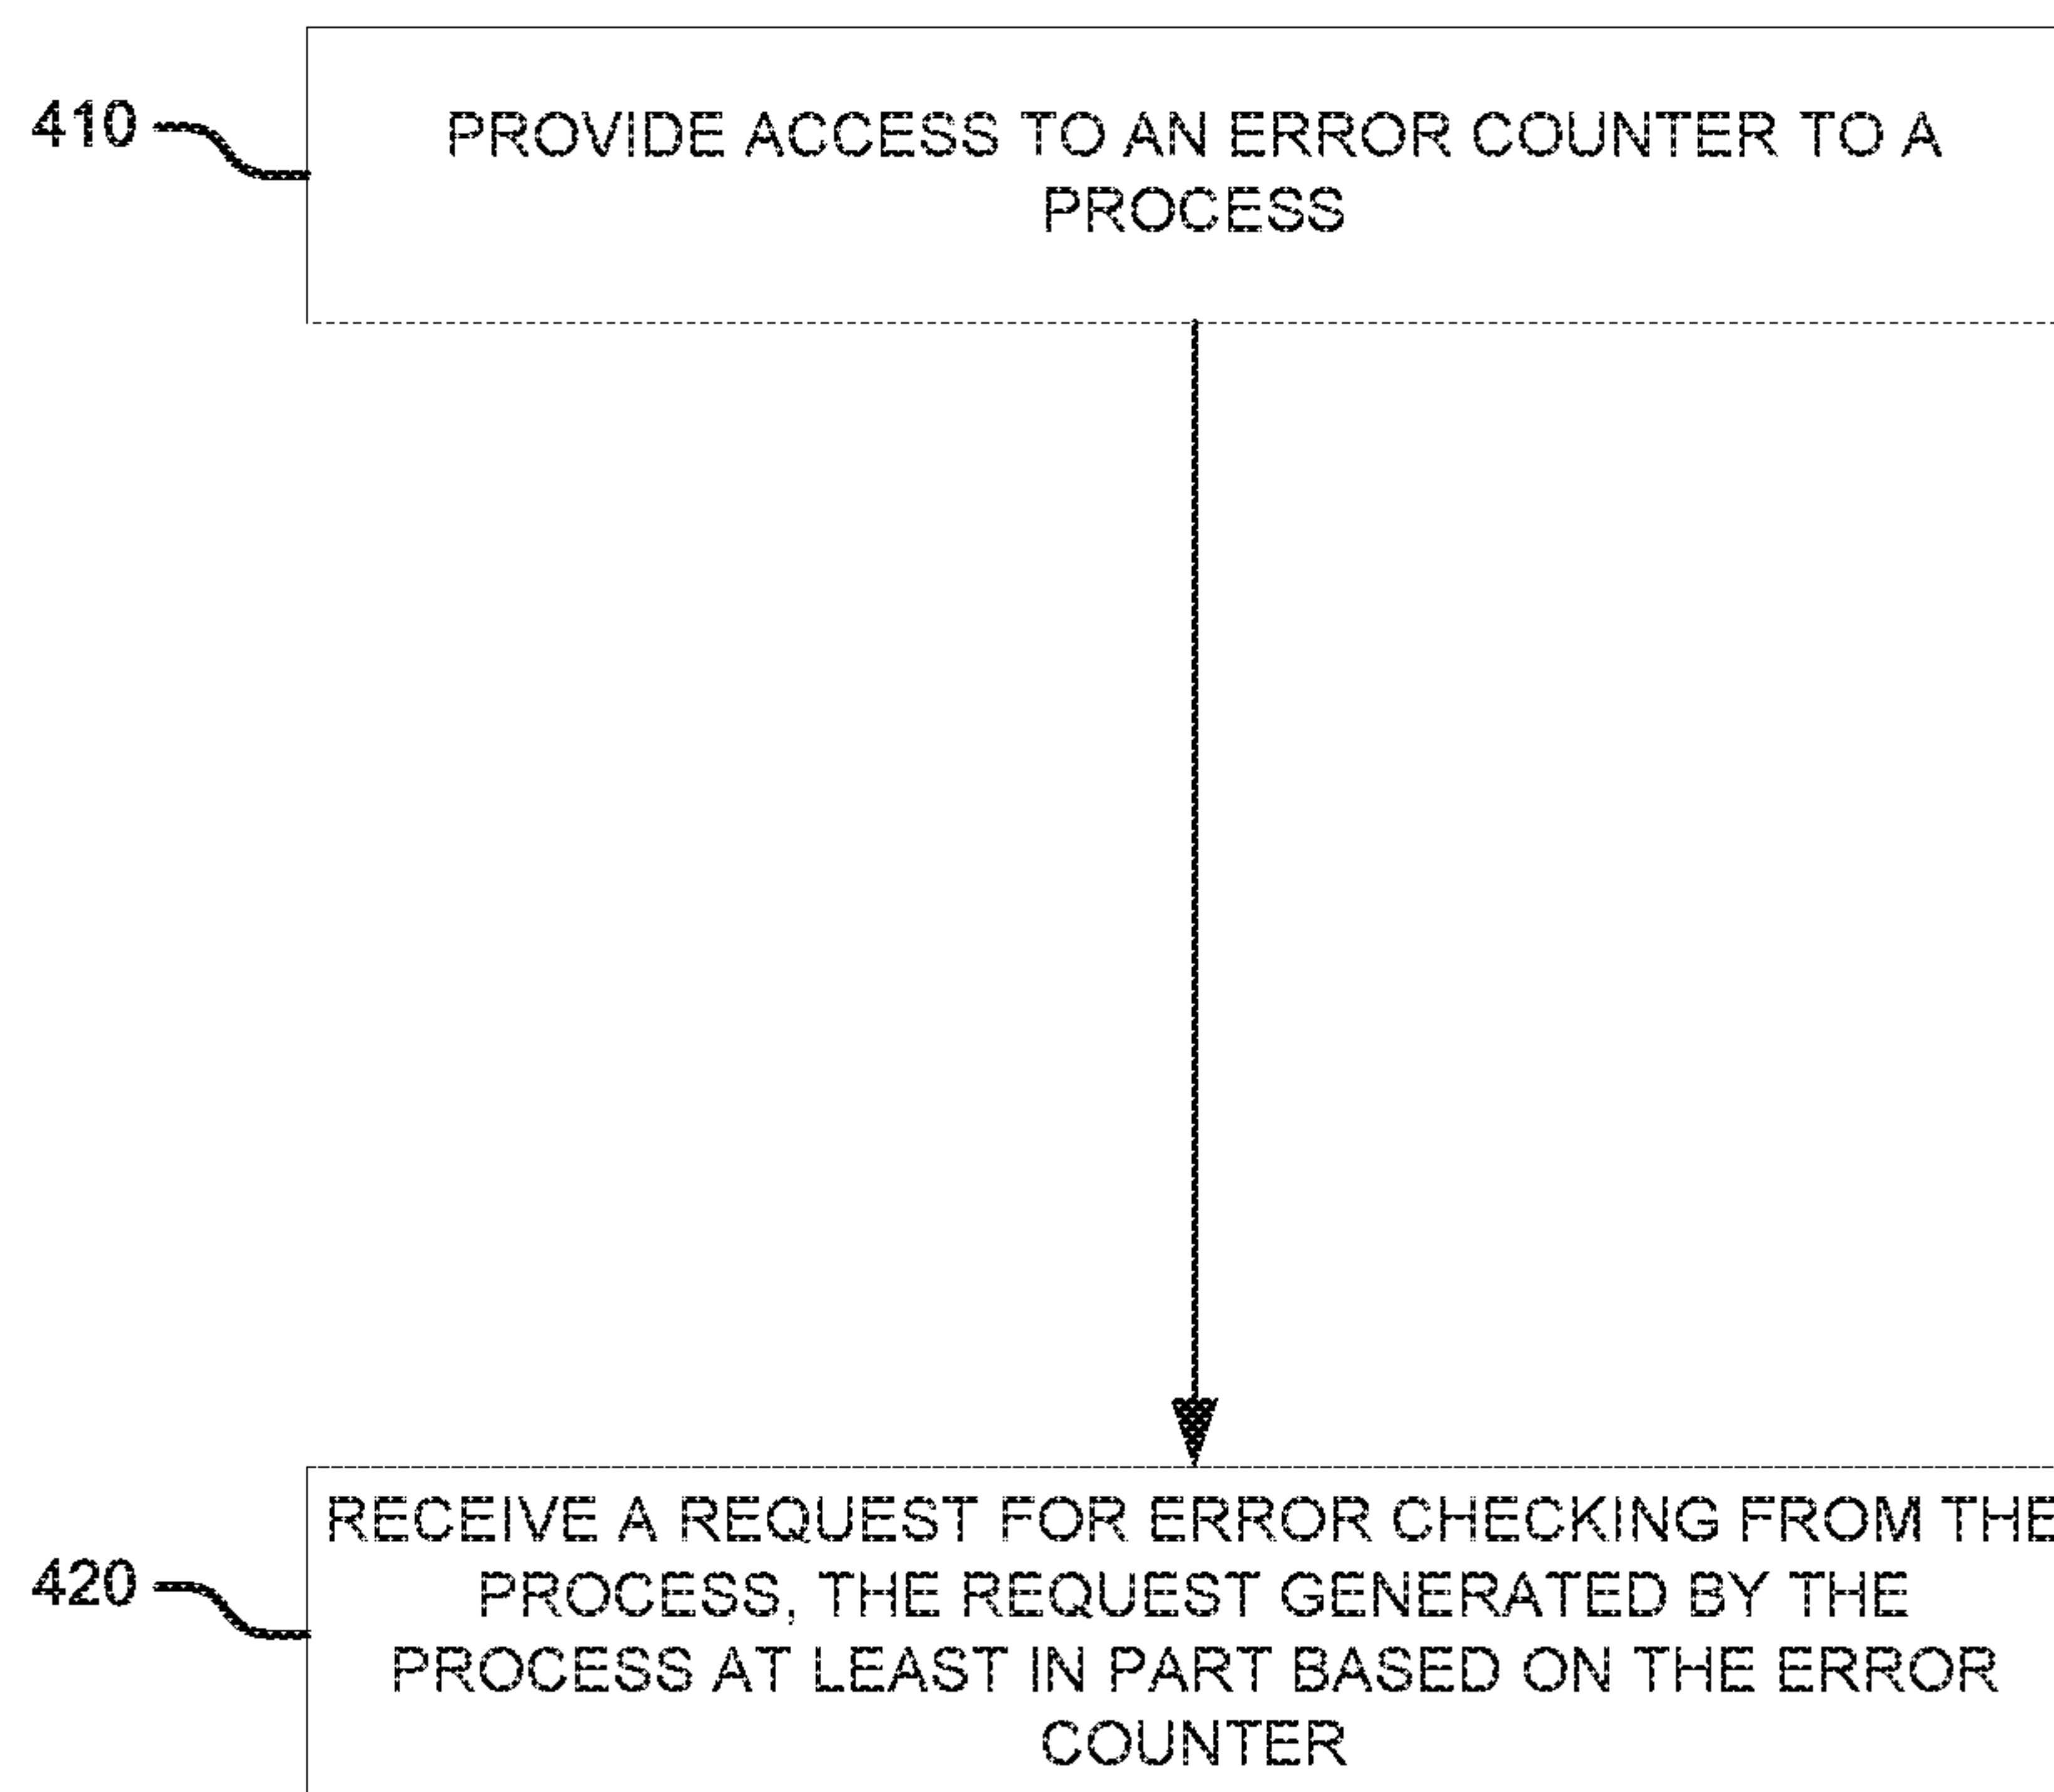 410
PROVIDE ACCESS TO AN ERROR COUNTER TO A
PROCESS
420
RECEIVE A REQUEST FOR ERROR CHECKING FROM THE
PROCESS, THE REQUEST GENERATED BY THE
PROCESS AT LEAST IN PART BASED ON THE ERROR
COUNTER